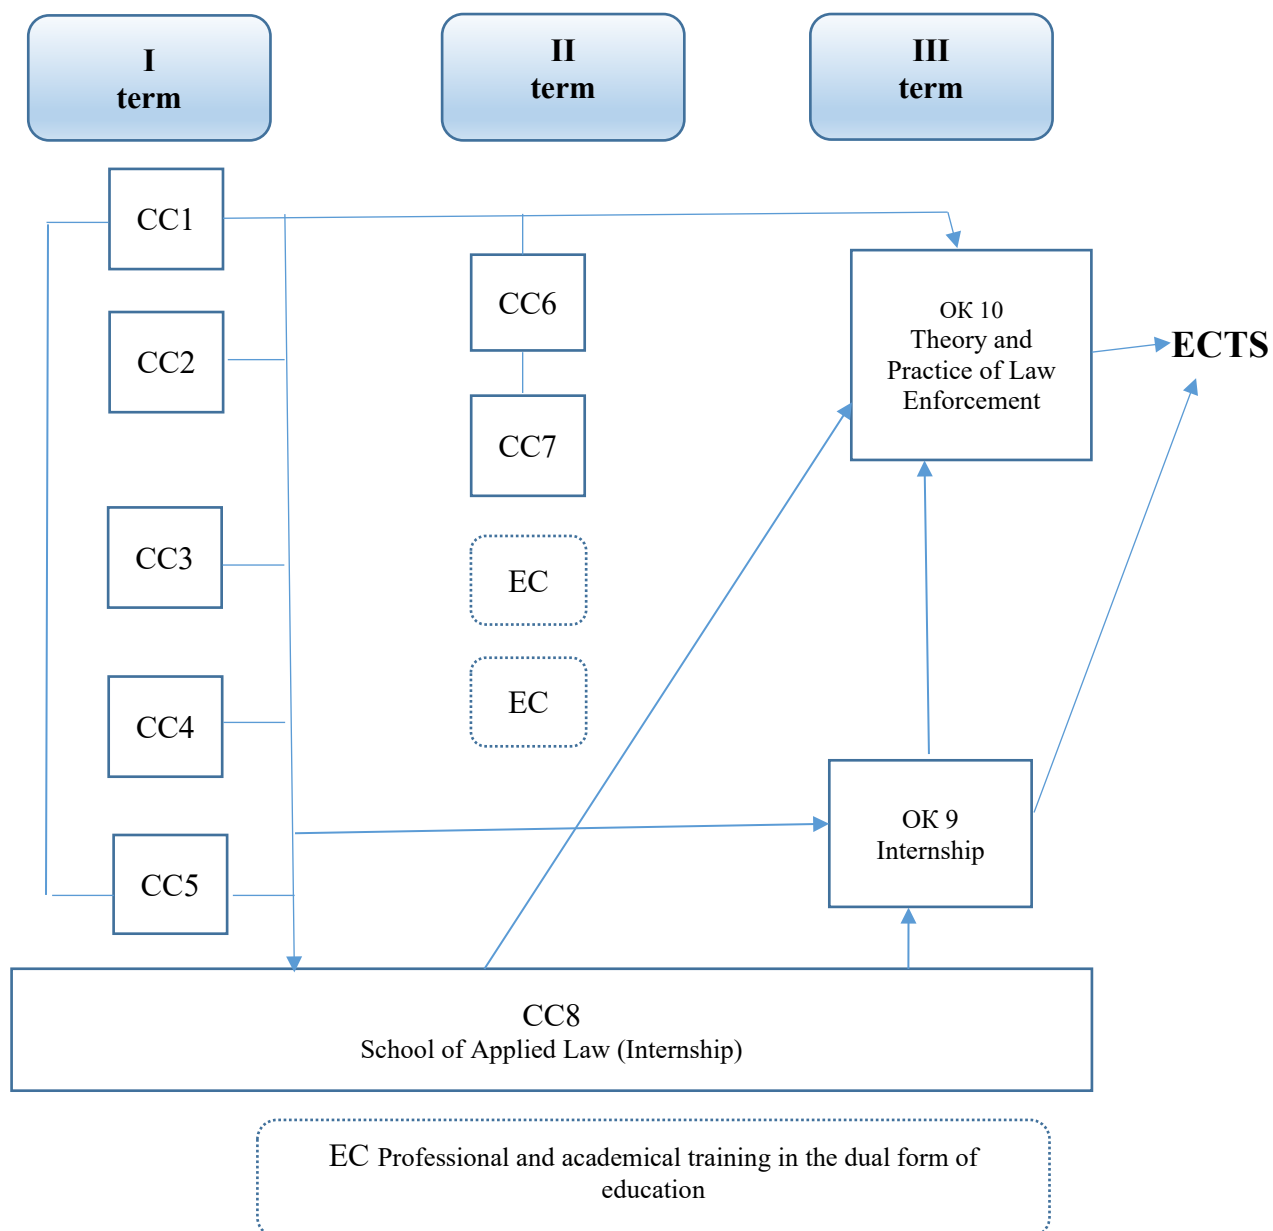 I
term
II
term
III
term
CC1
CC2
CC3
CC4
CC5
CC6
CC7
EC
EC
ОК 10
Theory and
Practice of Law
Enforcement
ECTS
ОК 9
Internship
CC8
School of Applied Law (Internship)
EC Professional and academical training in the dual form of
education